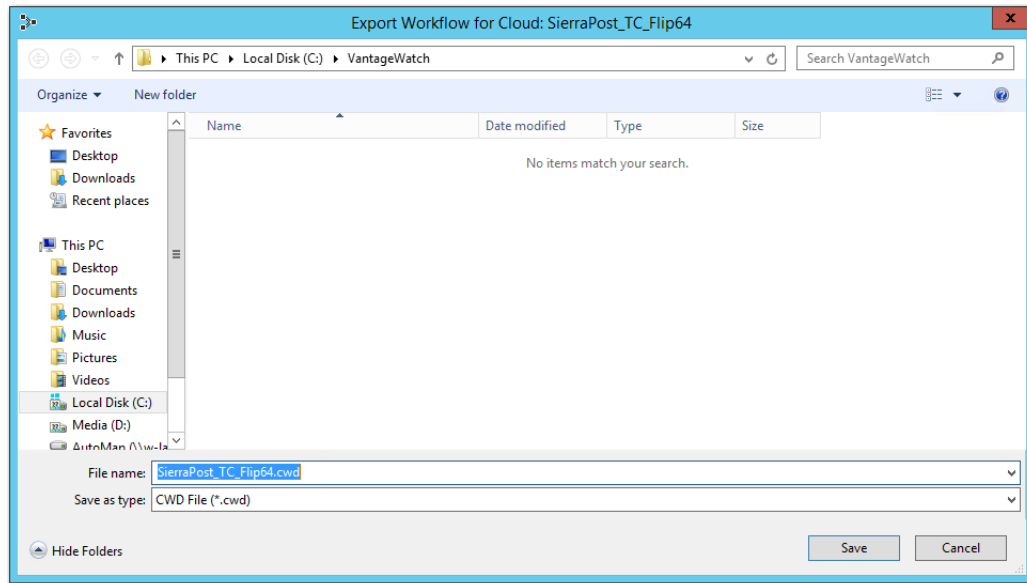 Export Workflow for Cloud: SierraPost_TC_Flip64
x
This PC Local Disk (C:) VantageWatch
Search VantageWatch
Organize New folder
Name Date modified Type Size
No items match your search.
Favorites
Desktop
Downloads
Recent places
This PC
Desktop
Documents
Downloads
Music
Pictures
Videos
Local Disk (C:)
Media (D:)
AutoMap (\\w-la
File name: SierraPost_TC_Flip64.cwd
Save as type: CWD File (*.cwd)
Hide Folders
Save Cancel